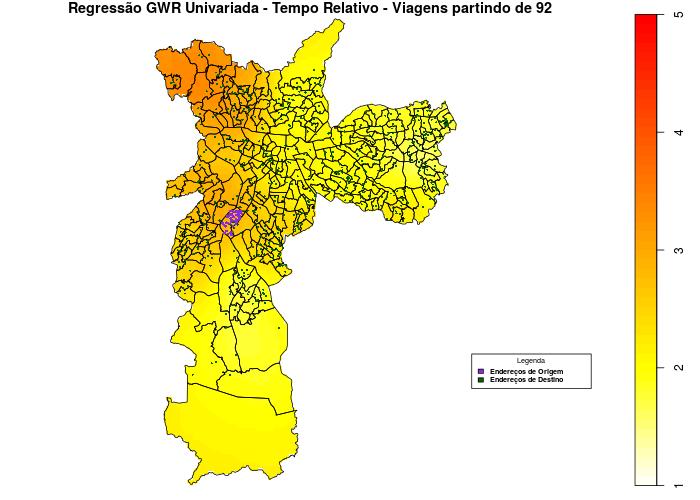 Regressão GWR Univariada - Tempo Relativo - Viagens partindo de 92
5
4
3
2
1
Legenda
Endereços de Origem
Endereços de Destino